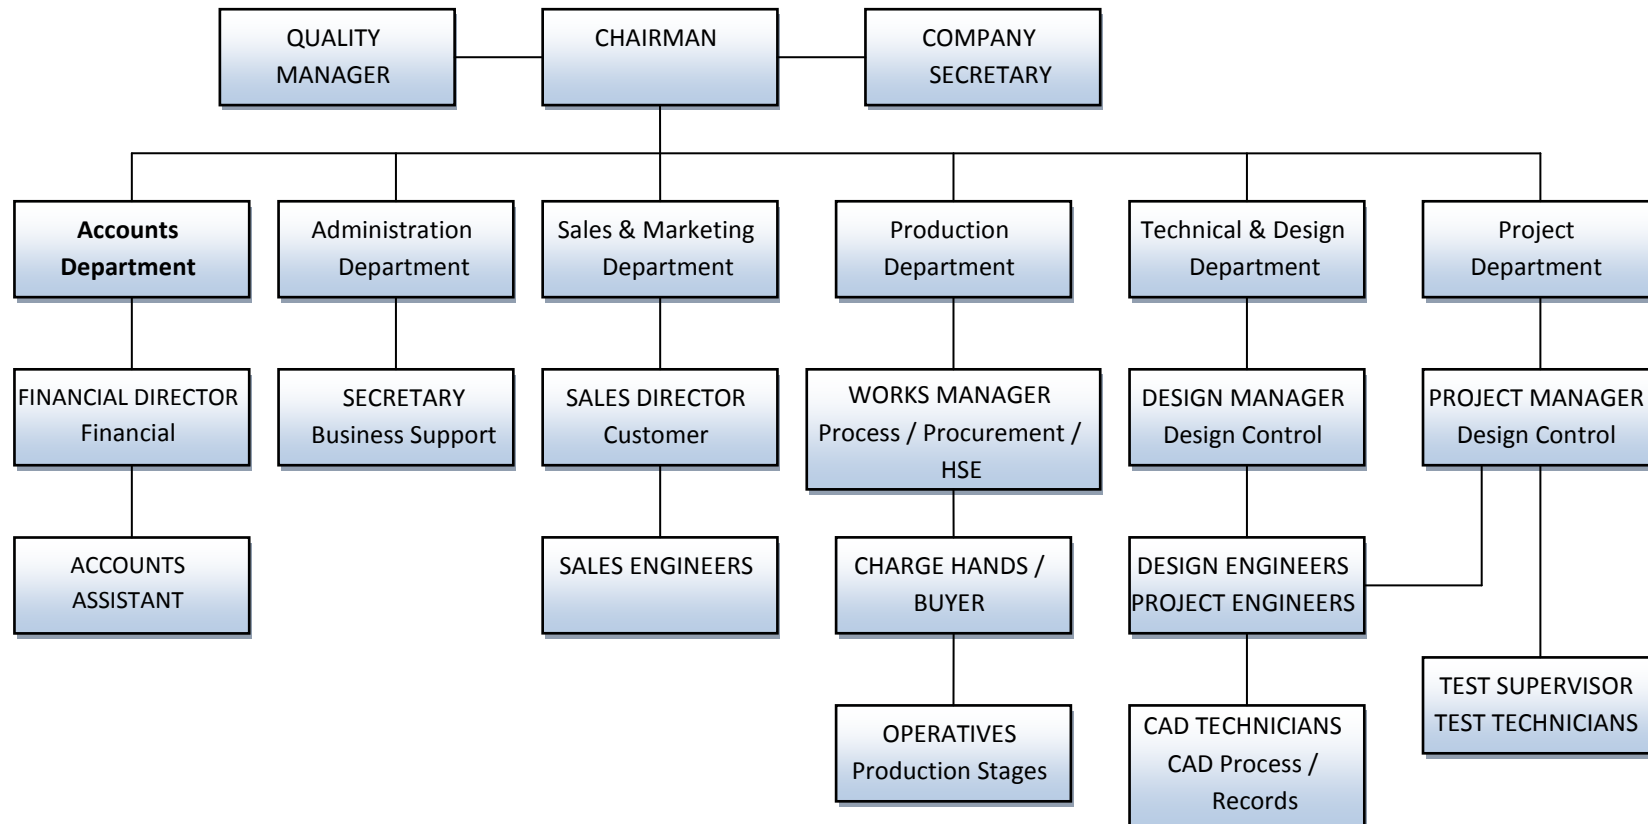 QUALITY
MANAGER
CHAIRMAN
COMPANY
SECRETARY
Accounts
Department
Administration
Department
Sales & Marketing
Department
Production
Department
Technical & Design
Department
Project
Department
FINANCIAL DIRECTOR
Financial
SECRETARY
Business Support
SALES DIRECTOR
Customer
WORKS MANAGER
Process / Procurement /
HSE
DESIGN MANAGER
Design Control
PROJECT MANAGER
Design Control
ACCOUNTS
ASSISTANT
SALES ENGINEERS
CHARGE HANDS /
BUYER
DESIGN ENGINEERS
PROJECT ENGINEERS
TEST SUPERVISOR
TEST TECHNICIANS
OPERATIVES
Production Stages
CAD TECHNICIANS
CAD Process /
Records